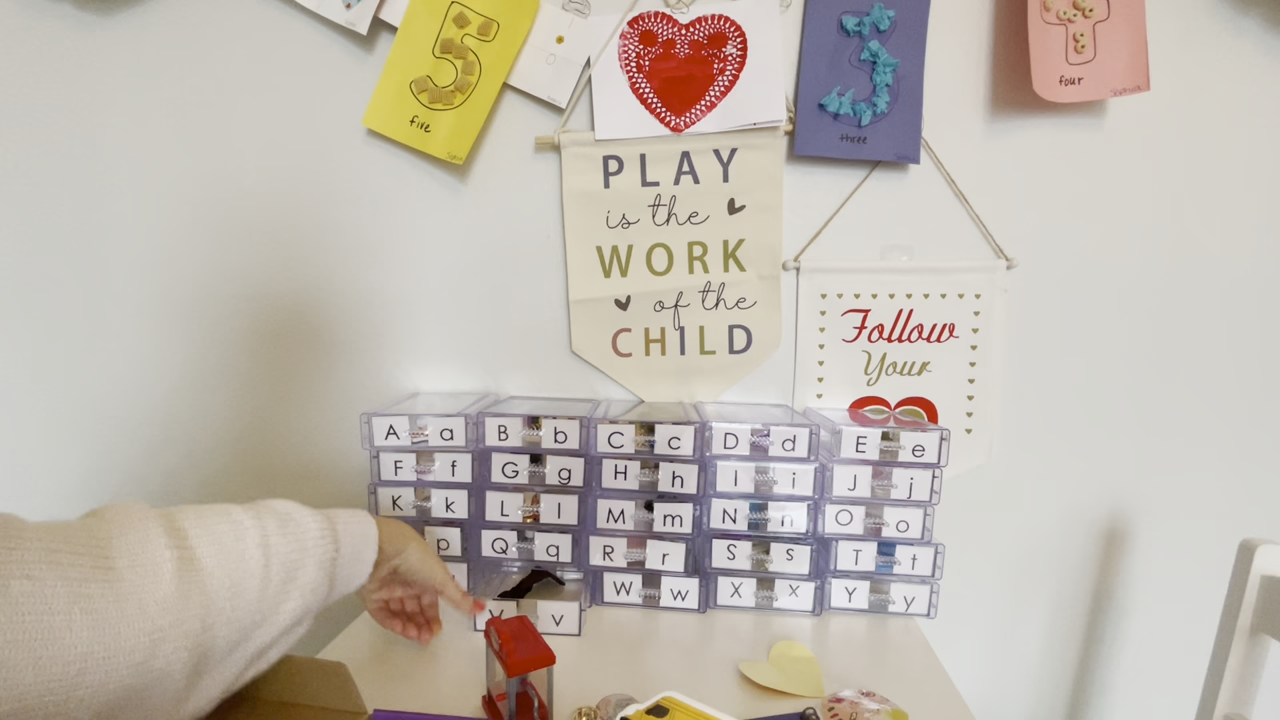 5
five
3
three
four
PLAY
is the
WORK
of the
CHILD
Follow
Your
A a B b C c D d E e
F f G g H h I i J j
K k L l M m N n O o
p Q q R r S s T t
V v W w X x Y y